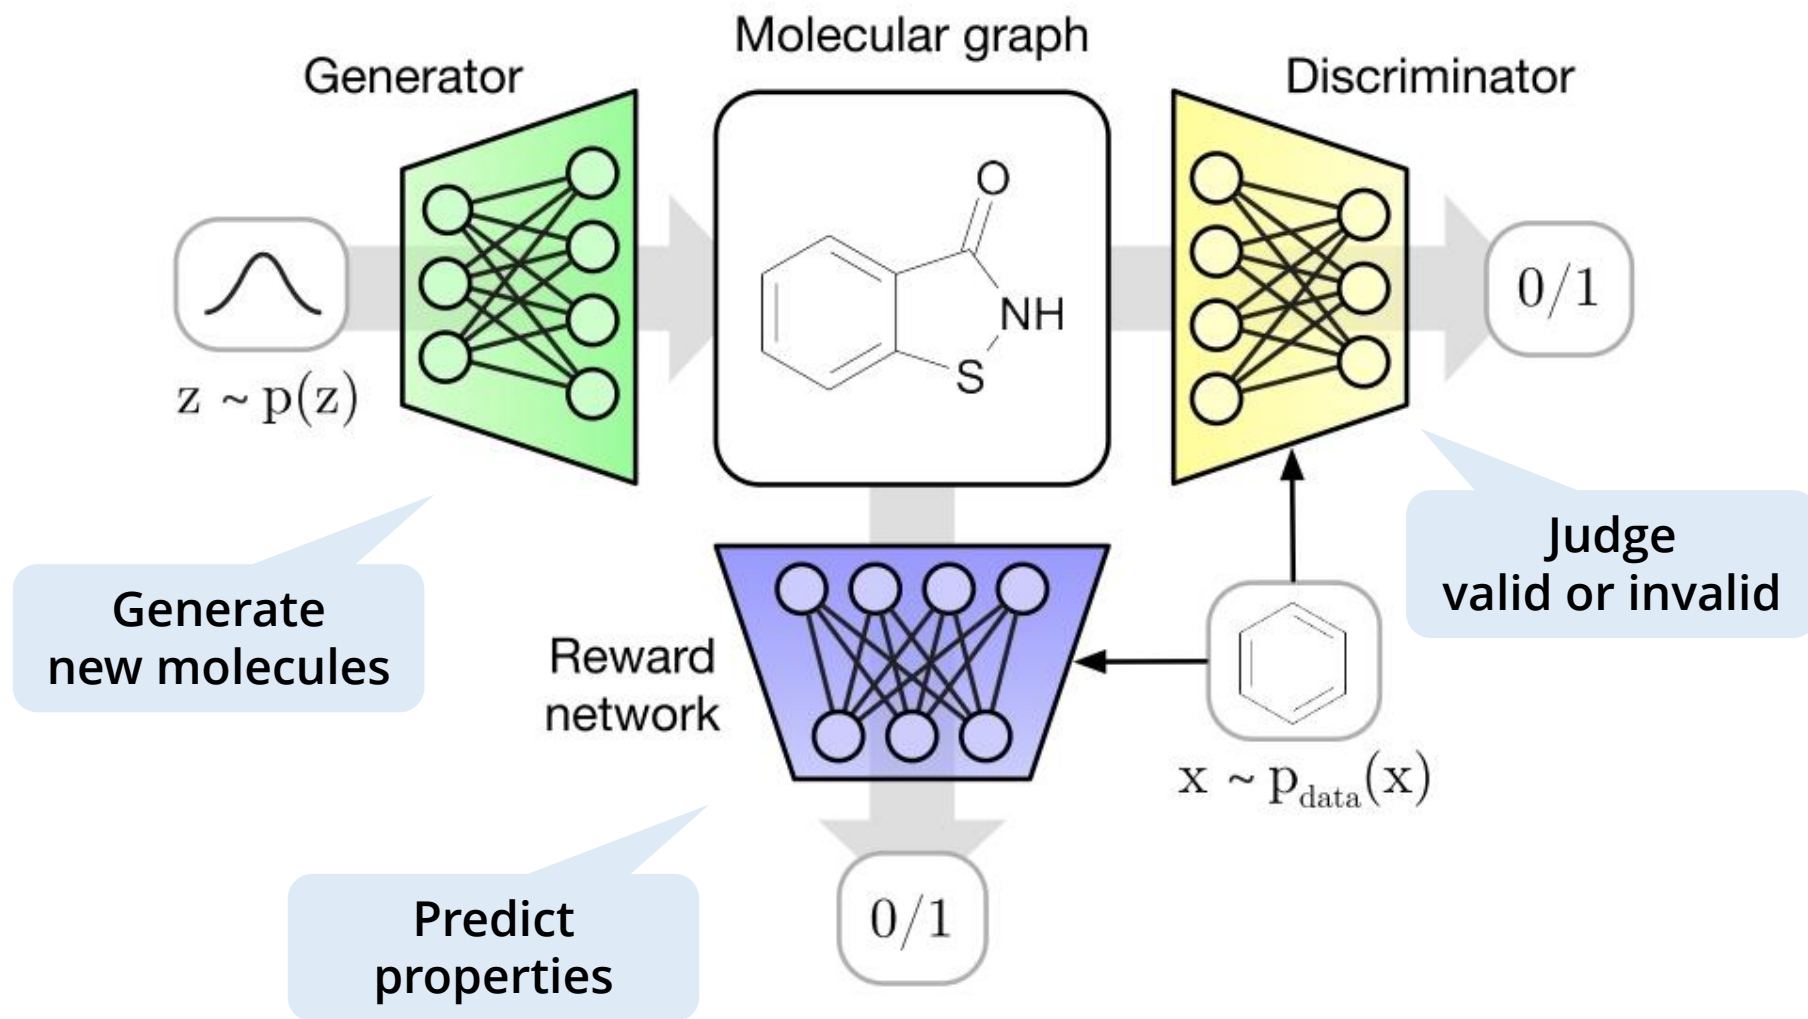 Molecular graph
Generator
Discriminator
O
NH
S
0/1
z ~ p(z)
Generate
new molecules
Judge
valid or invalid
Reward
network
x ~ pdata(x)
Predict
properties
0/1